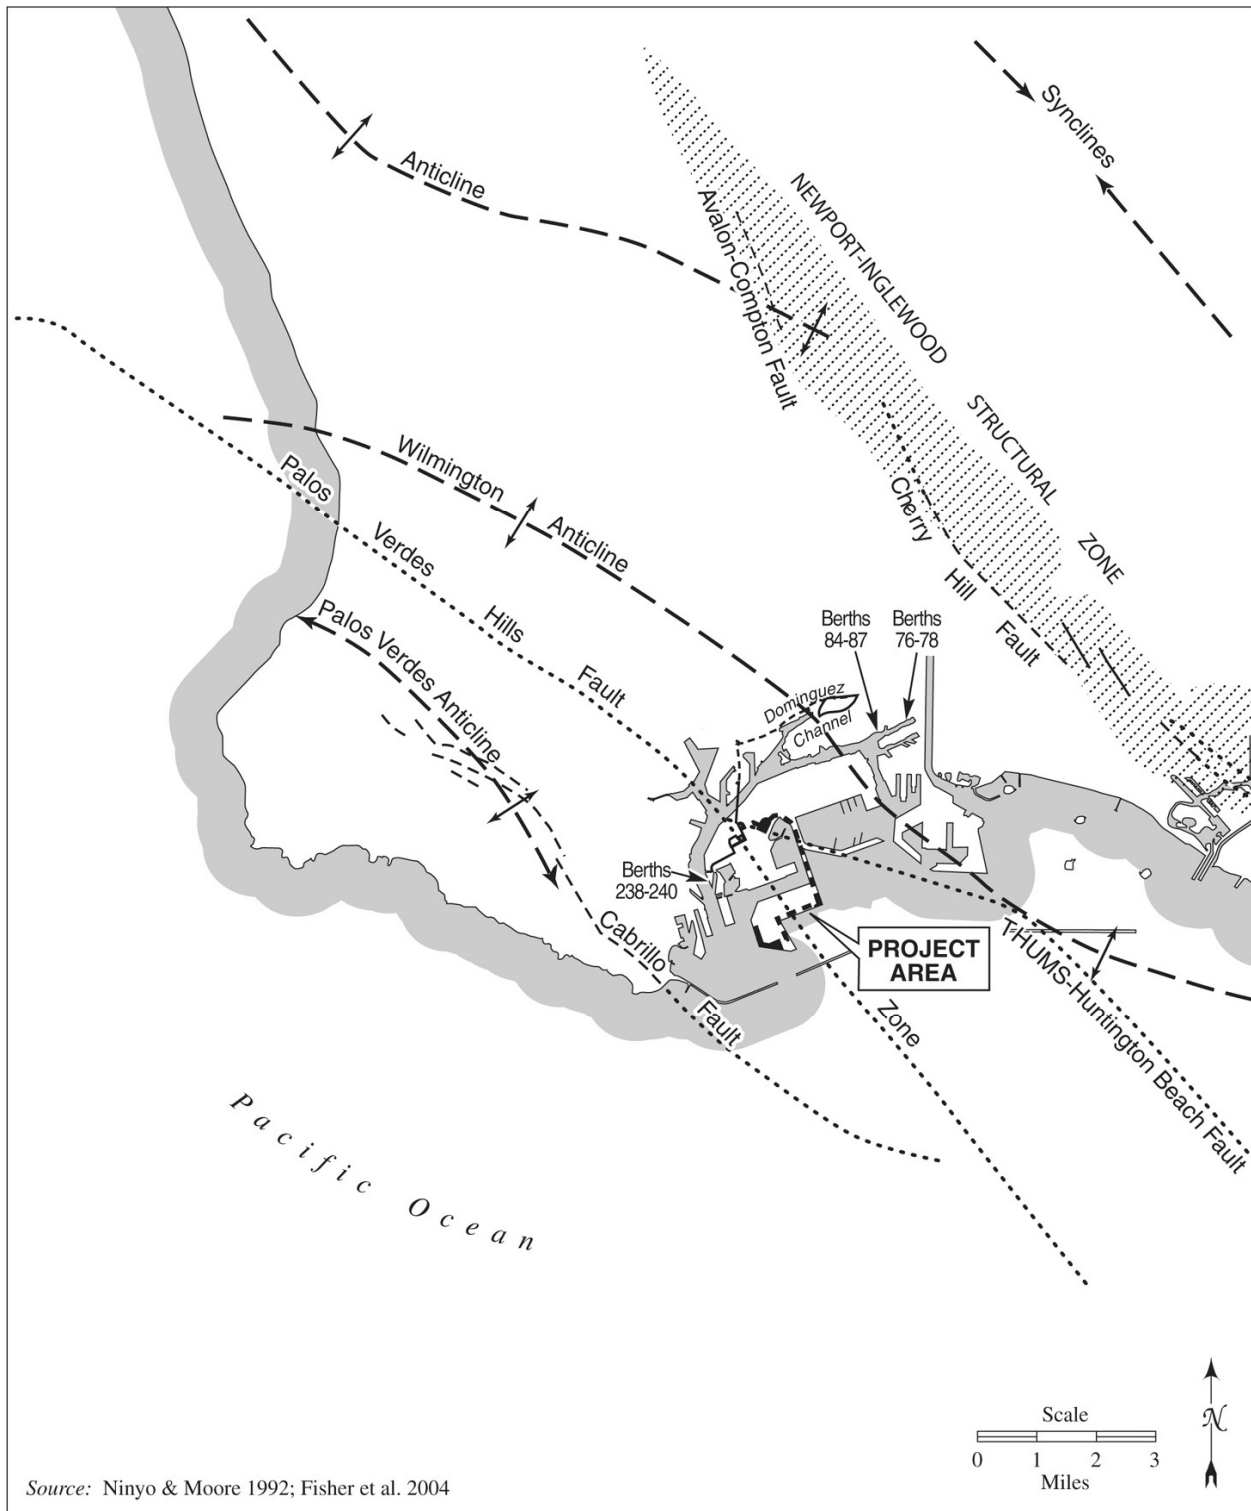 Synclines
Anticline
NEWPORT-INGLEWOOD
STRUCTURAL
ZONE
Avalon-Compton Fault
Cherry
Hill
Fault
Wilmington
Anticline
Palos
Verdes
Hills
Fault
Zone
Palos Verdes Anticline
Berths
84-87
Berths
76-78
Dominguez
Channel
Berths
238-240
PROJECT
AREA
Cabrillo
Fault
THUMS-Huntington Beach Fault
Pacific Ocean
N
Scale
0 1 2 3
Miles
Source: Ninyo & Moore 1992; Fisher et al. 2004